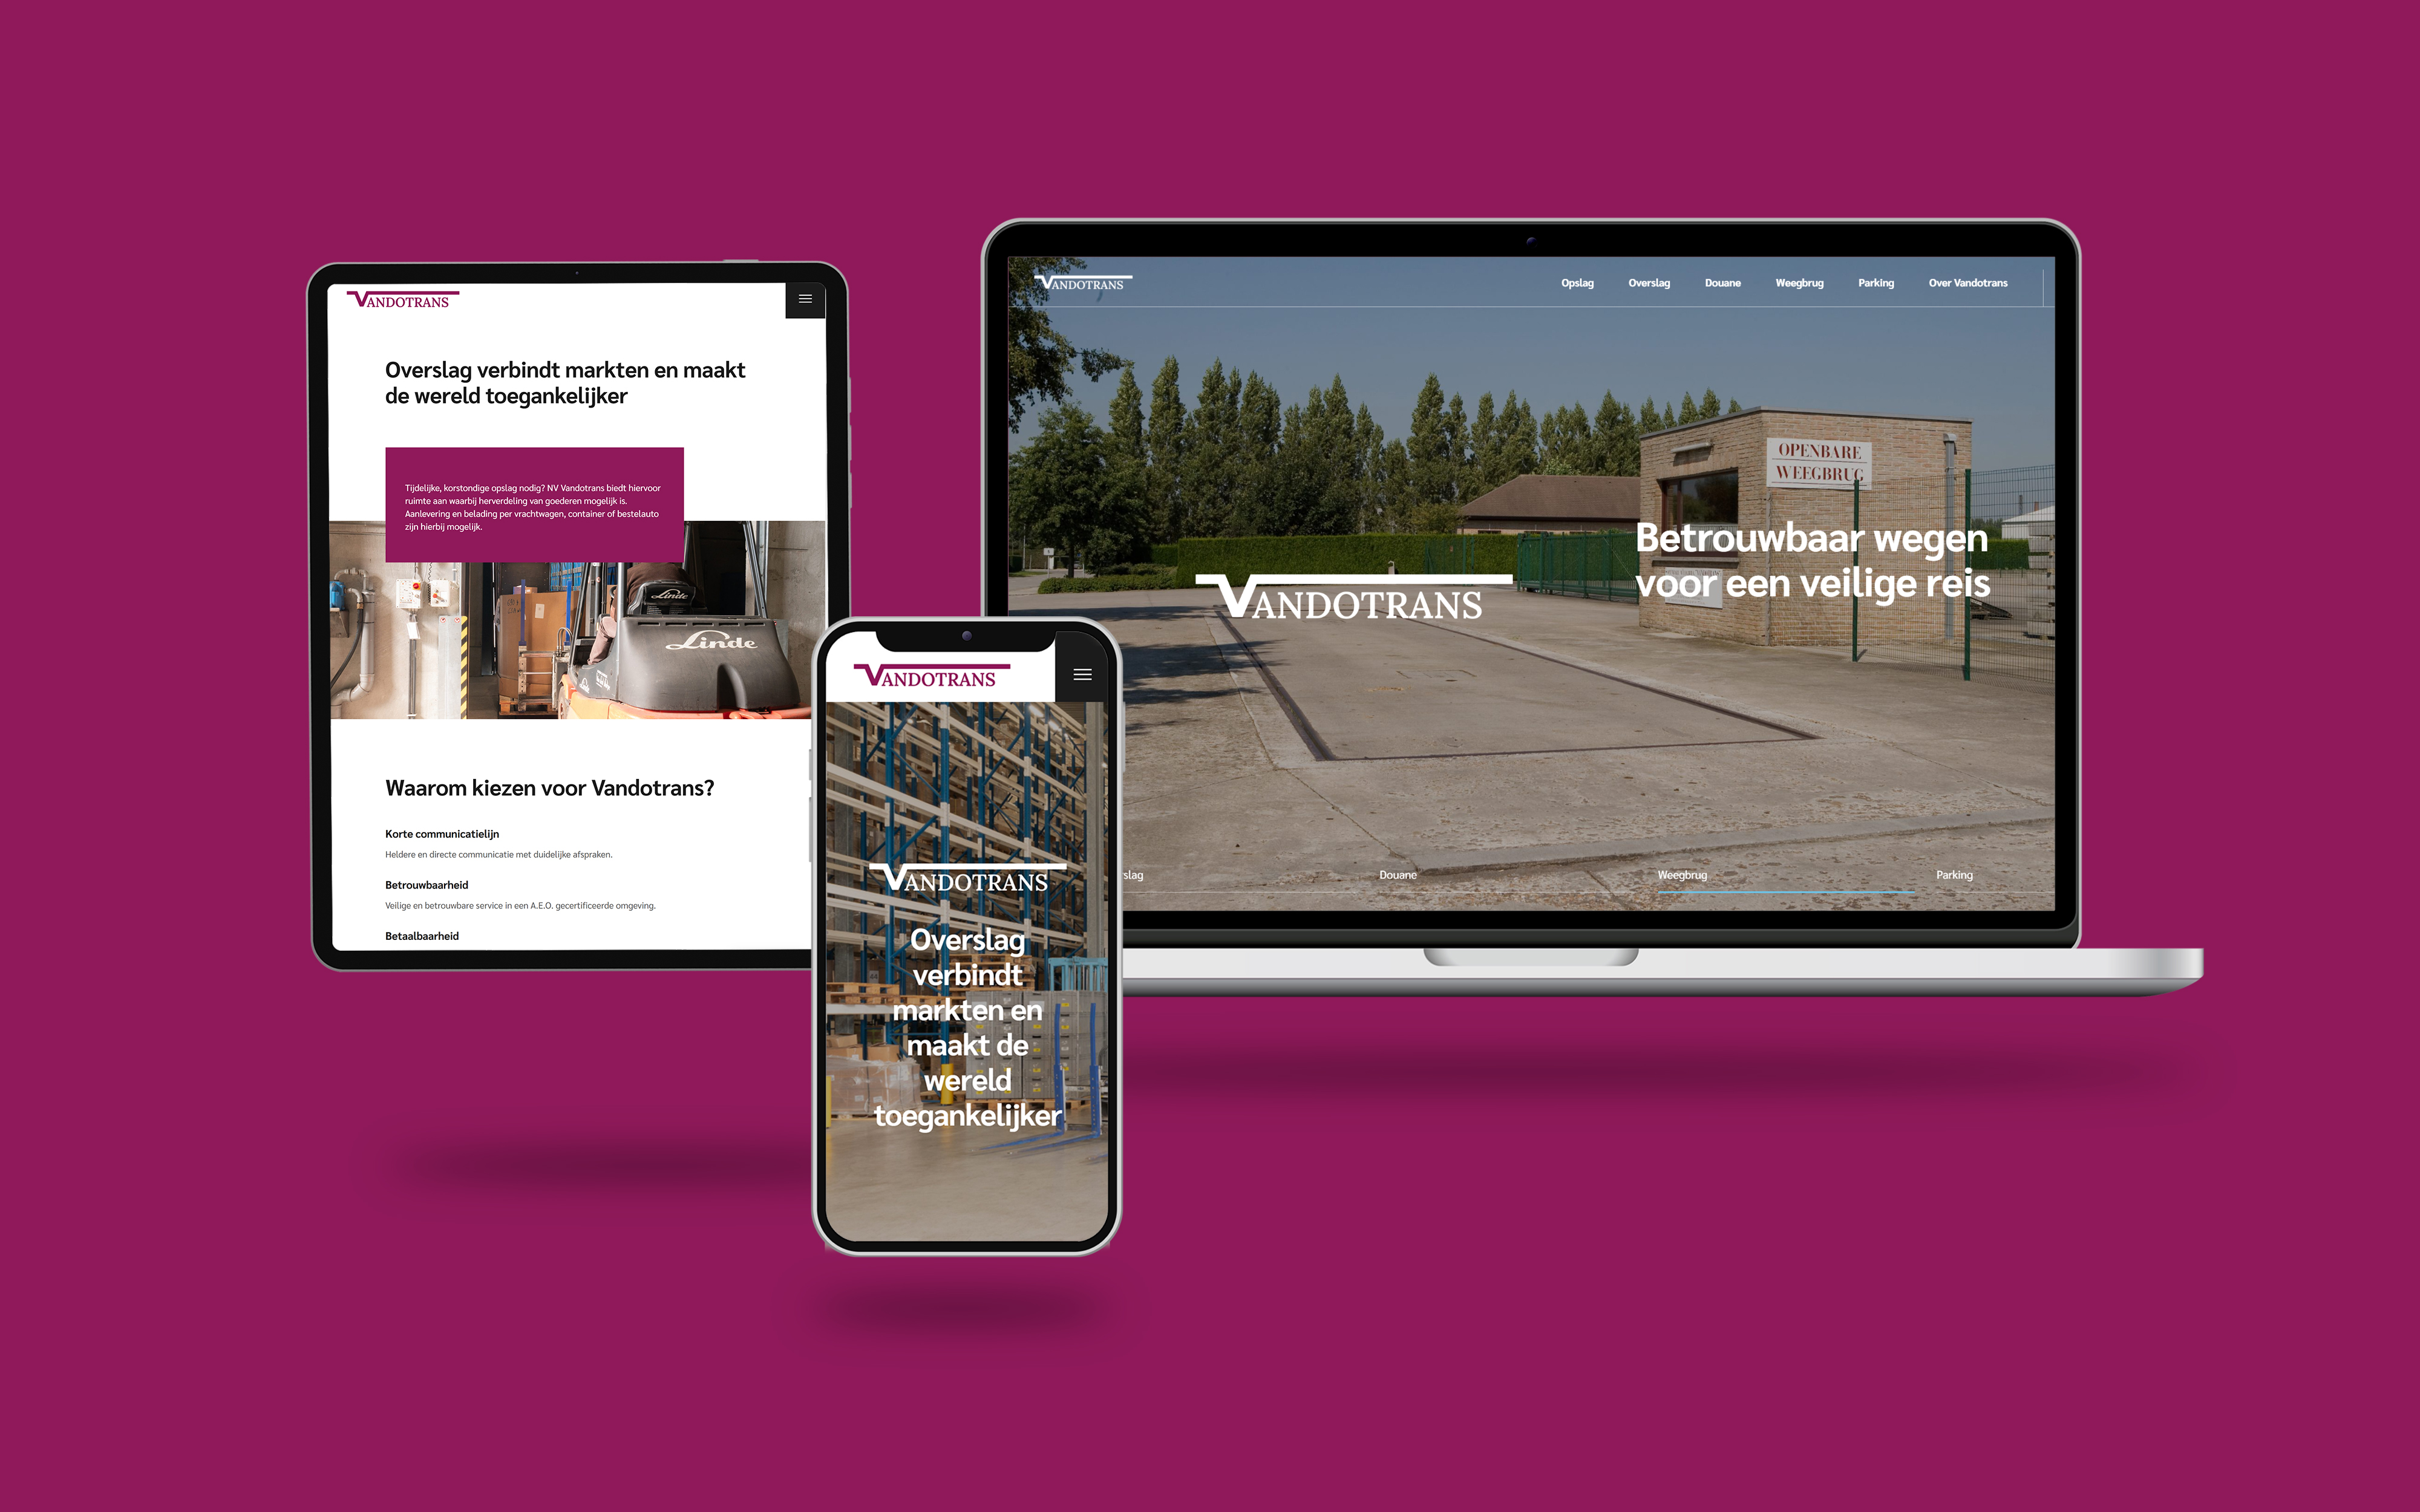 VANDOTRANS
Overslag verbindt markten en maakt
de wereld toegankelijker
Tijdelijke, korstondige opslag nodig? NV Vandotrans biedt hiervoor
ruimte aan waarbij herverdeling van goederen mogelijk is.
Aanlevering en belading per vrachtwagen, container of bestelauto
zijn hierbij mogelijk.
Linde
Linde
Waarom kiezen voor Vandotrans?
Korte communicatielijn
Heldere en directe communicatie met duidelijke afspraken.
Betrouwbaarheid
Veilige en betrouwbare service in een A.E.O. gecertificeerde omgeving.
Betaalbaarheid
VANDOTRANS
VANDOTRANS
Overslag
verbindt
markten en
maakt de
wereld
toegankelijker
VANDOTRANS
Opslag Overslag Douane Weegbrug Parking Over Vandotrans
OPENBARE
WEEGBRUG
VANDOTRANS
Betrouwbaar wegen
voor een veilige reis
slag Douane Weegbrug Parking